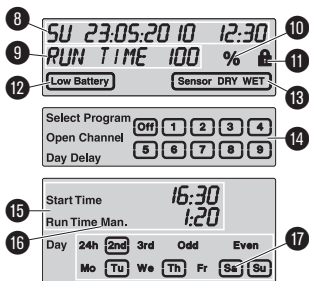 8 SU 23:05:20 10 12:30 10
9 RUN TIME 100 % 11
12 Low Battery Sensor DRY WET 13
Select Program Off 1 2 3 4
Open Channel 14
Day Delay 5 6 7 8 9
15 Start Time 16:30
16 Run Time Man. 1:20
Day 24h 2nd 3rd Odd Even 17
Mo Tu We Th Fr Sa Su